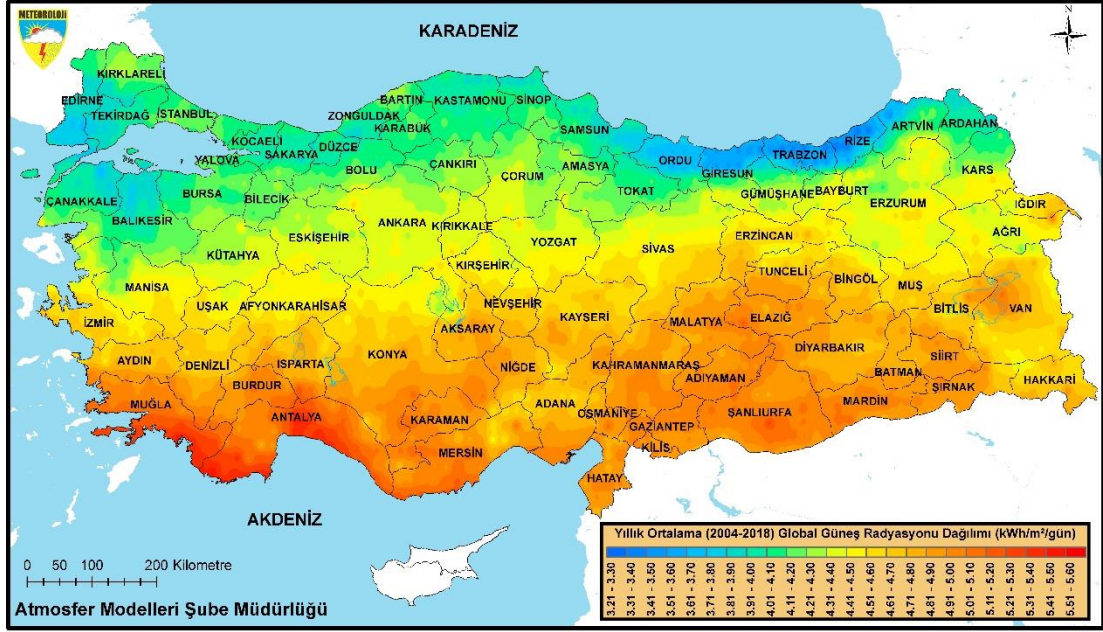 METEOROLOJİ
N
KARADENİZ
KIRKLARELİ
EDİRNE
TEKİRDAĞ
İSTANBUL
KOCAELİ
YALOVA
SAKARYA
DÜZCE
ZONGULDAK
BARTIN
KARABÜK
KASTAMONU
SİNOP
SAMSUN
ORDU
GİRESUN
TRABZON
RİZE
ARTVİN
ARDAHAN
ÇANAKKALE
BALIKESİR
BURSA
BİLECİK
BOLU
ÇANKIRI
ÇORUM
AMASYA
TOKAT
GÜMÜŞHANE
BAYBURT
ERZURUM
KARS
IĞDIR
AĞRI
KÜTAHYA
ESKİŞEHİR
ANKARA
KIRIKKALE
YOZGAT
SİVAS
ERZİNCAN
TUNCELİ
BİNGÖL
MUŞ
BİTLİS
VAN
MANİSA
UŞAK
AFYONKARAHİSAR
KIRŞEHİR
NEVŞEHİR
KAYSERİ
MALATYA
ELAZIĞ
DİYARBAKIR
İZMİR
AYDIN
DENİZLİ
ISPARTA
KONYA
AKSARAY
NİĞDE
KAHRAMANMARAŞ
ADIYAMAN
BATMAN
SİİRT
ŞIRNAK
HAKKARİ
MUĞLA
BURDUR
ANTALYA
KARAMAN
MERSİN
ADANA
OSMANİYE
GAZİANTEP
KİLİS
ŞANLIURFA
MARDİN
HATAY
AKDENİZ
0 50 100 200 Kilometre
Atmosfer Modelleri Şube Müdürlüğü
Yıllık Ortalama (2004-2018) Global Güneş Radyasyonu Dağılımı (kWh/m²/gün)
3.21 - 3.30
3.31 - 3.40
3.41 - 3.50
3.51 - 3.60
3.61 - 3.70
3.71 - 3.80
3.81 - 3.90
3.91 - 4.00
4.01 - 4.10
4.11 - 4.20
4.21 - 4.30
4.31 - 4.40
4.41 - 4.50
4.51 - 4.60
4.61 - 4.70
4.71 - 4.80
4.81 - 4.90
4.91 - 5.00
5.01 - 5.10
5.11 - 5.20
5.21 - 5.30
5.31 - 5.40
5.41 - 5.50
5.51 - 5.60